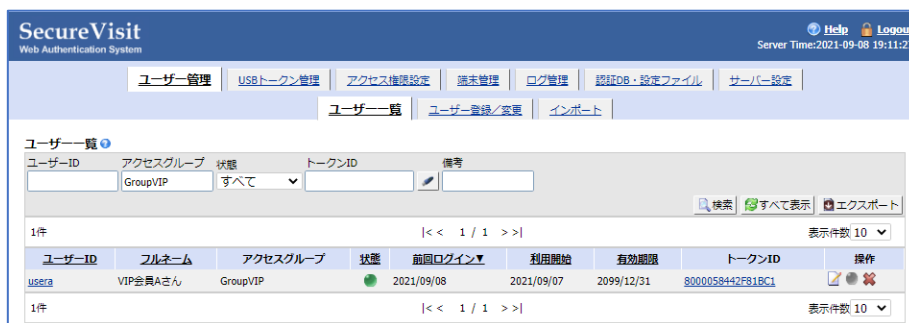 SecureVisit
Web Authentication System
Help Logou
Server Time:2021-09-08 19:11:2
ユーザー管理 USBトークン管理 アクセス権限設定 端末管理 ログ管理 認証DB・設定ファイル サーバー設定
ユーザー一覧 ユーザー登録/変更 インポート
ユーザー一覧
ユーザーID アクセスグループ 状態 トークンID 備考
GroupVIP すべて
検索 すべて表示 エクスポート
1件 |<< 1 / 1 >>| 表示件数 10
ユーザーID フルネーム アクセスグループ 状態 前回ログイン▼ 利用開始 有効期限 トークンID 操作
usera VIP会員Aさん GroupVIP 2021/09/08 2021/09/07 2099/12/31 8000058442F81BC1
1件 |<< 1 / 1 >>| 表示件数 10